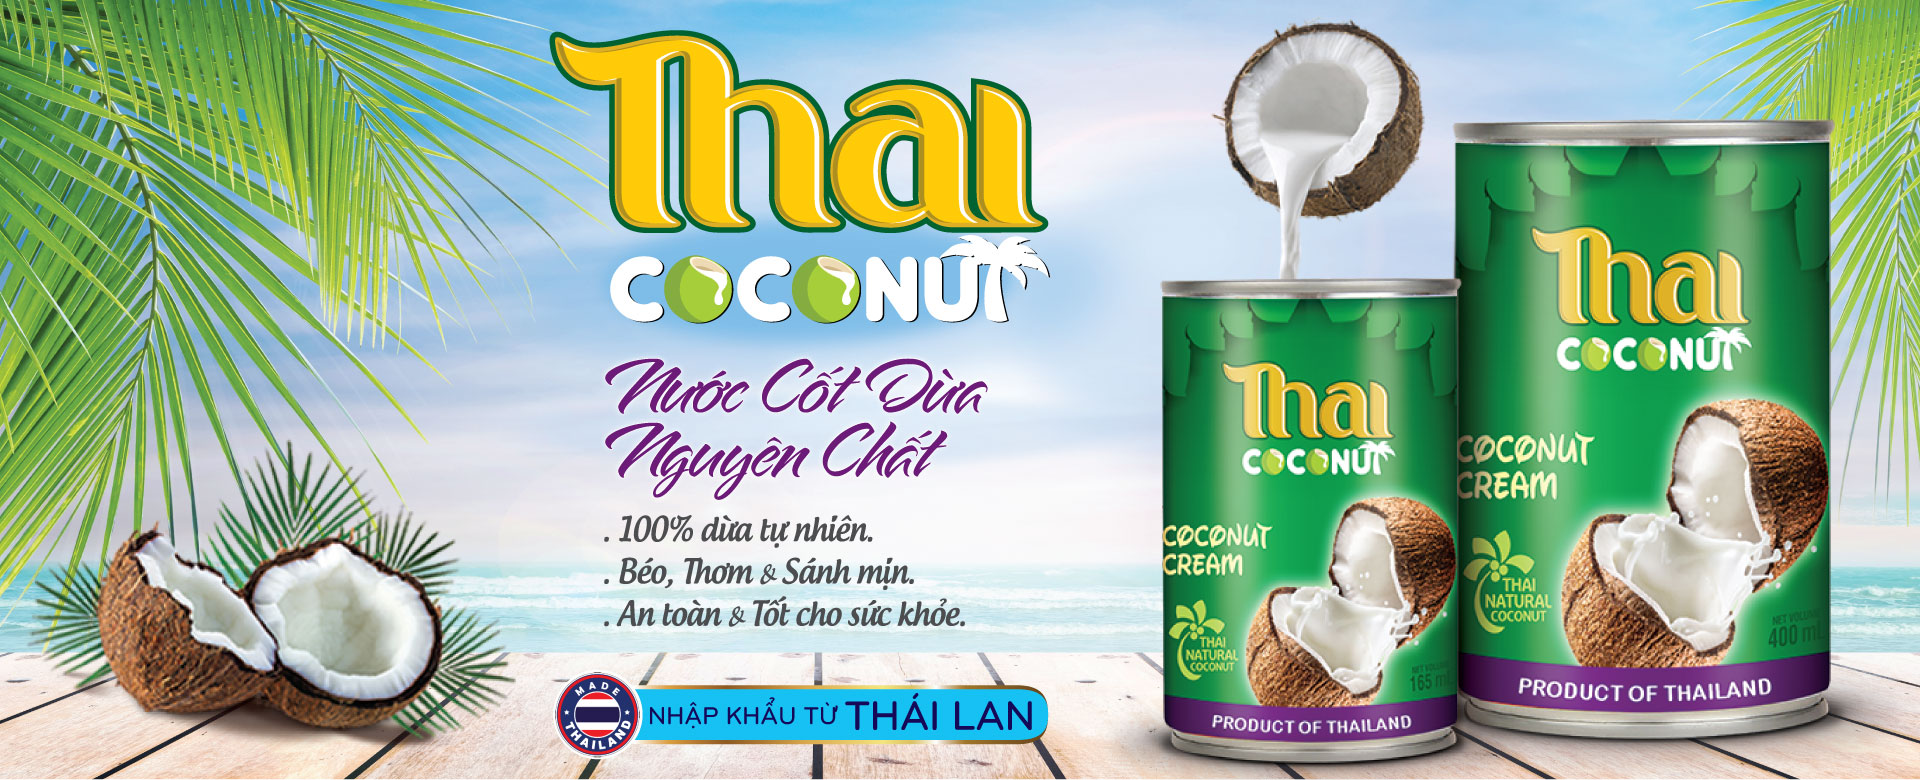 Thai
COCONUT
Nước Cốt Dừa
Nguyên Chất
. 100% dừa tự nhiên.
. Béo, Thơm & Sánh mịn.
. An toàn & Tốt cho sức khỏe.
MADE
THAILAND
NHẬP KHẨU TỪ THÁI LAN
Thai
COCONUT
COCONUT
CREAM
THAI
NATURAL
COCONUT
NET VOLUME
165 ml
PRODUCT OF THAILAND
Thai
COCONUT
COCONUT
CREAM
THAI
NATURAL
COCONUT
NET VOLUME
400 ml
PRODUCT OF THAILAND